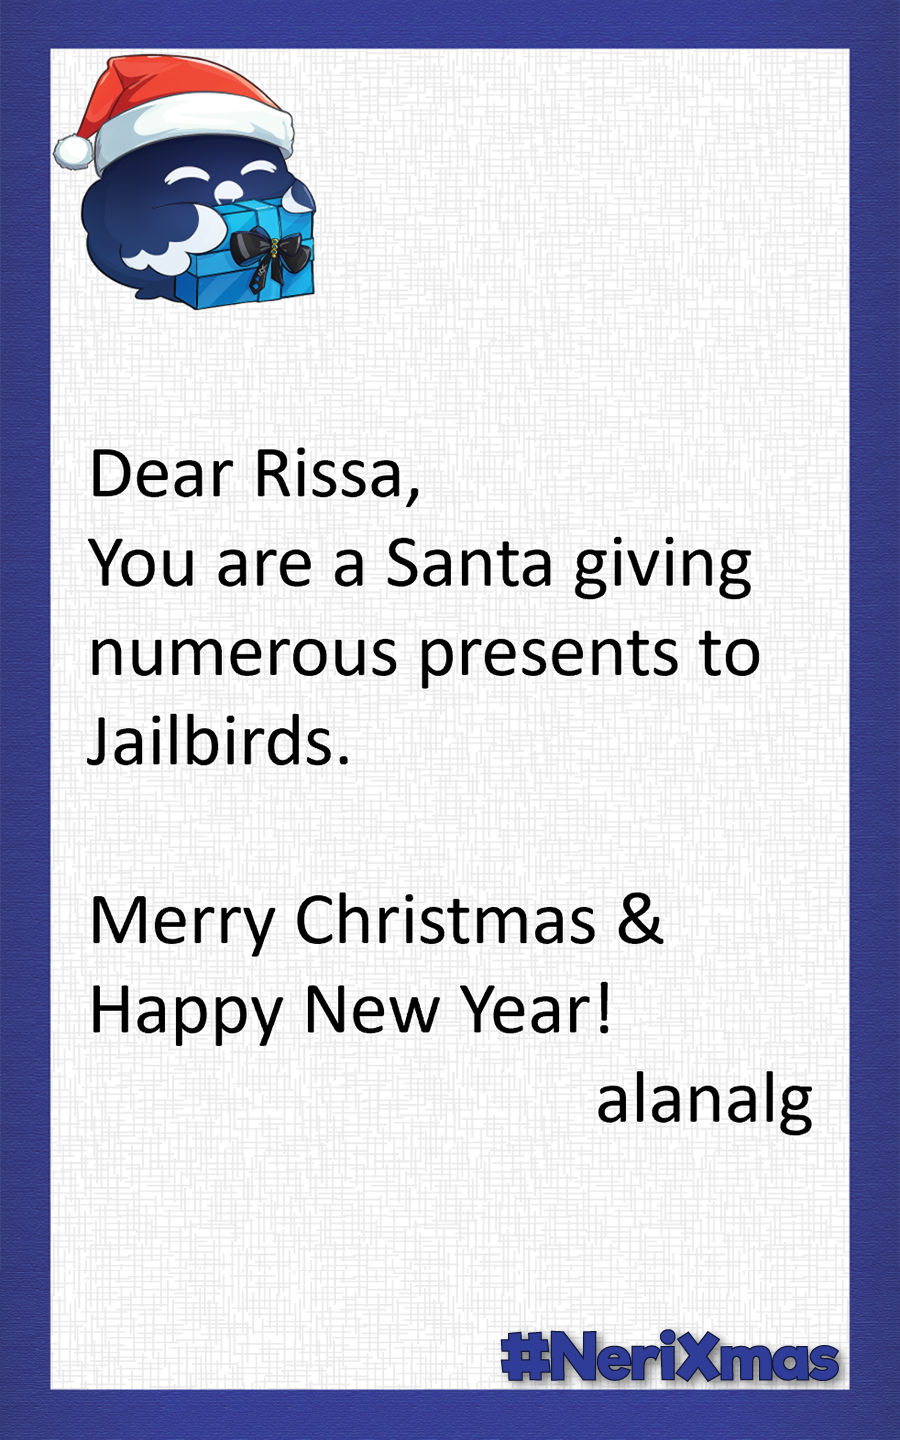 Dear Rissa,
You are a Santa giving
numerous presents to
Jailbirds.
Merry Christmas &
Happy New Year!
alanalg
#NeriXmas